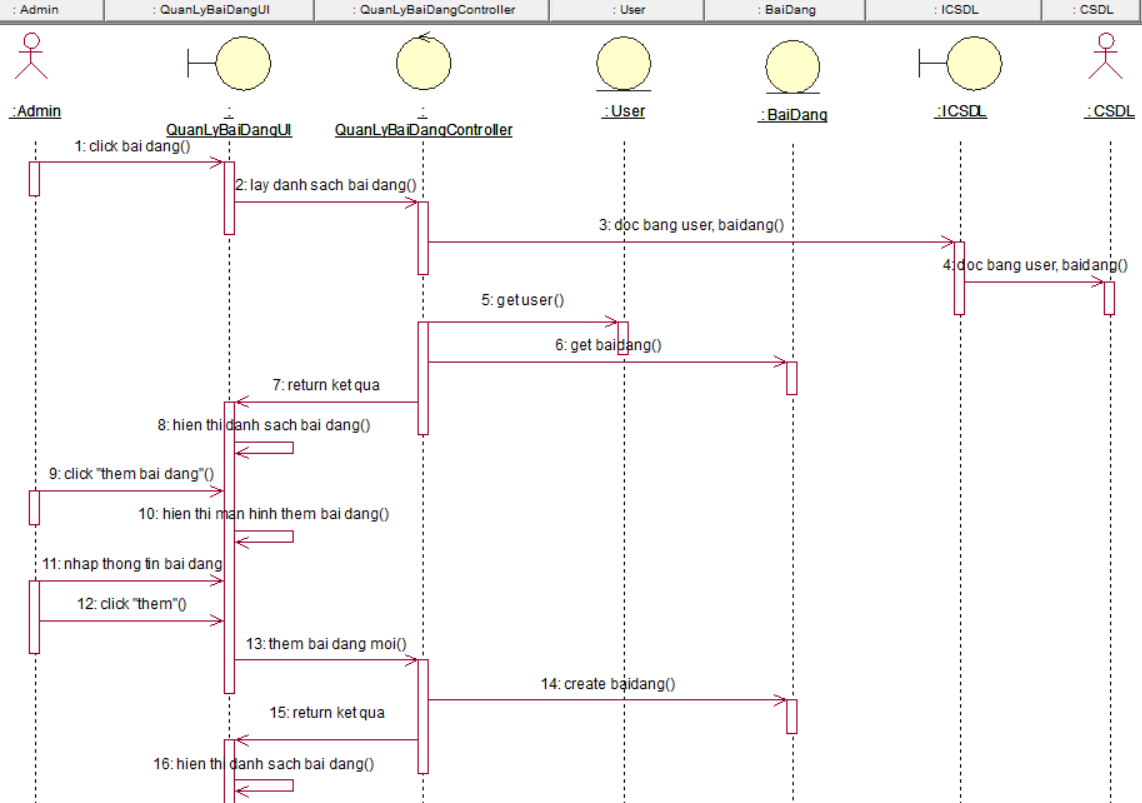 : Admin
: QuanLyBaiDangUI
: QuanLyBaiDangController
: User
: BaiDang
: ICSDL
: CSDL
:Admin
:
QuanLyBaiDangUI
:
QuanLyBaiDangController
:User
:BaiDang
:ICSDL
:CSDL
1: click bai dang()
2: lay danh sach bai dang()
3: doc bang user, baidang()
4: doc bang user, baidang()
5: get user()
6: get baidang()
7: return ket qua
8: hien thi danh sach bai dang()
9: click "them bai dang"()
10: hien thi man hinh them bai dang()
11: nhap thong tin bai dang
12: click "them"()
13: them bai dang moi()
14: create baidang()
15: return ket qua
16: hien thi danh sach bai dang()